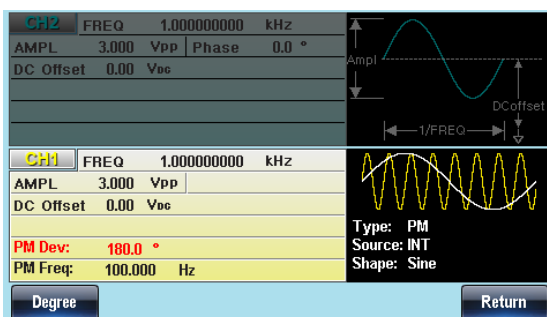 CH2 FREQ 1.000000000 kHz
AMPL 3.000 Vpp Phase 0.0 °
DC Offset 0.00 VDC
Ampl
DCoffset
1/FREQ
CH1 FREQ 1.000000000 kHz
AMPL 3.000 Vpp
DC Offset 0.00 VDC
PM Dev: 180.0 °
PM Freq: 100.000 Hz
Type: PM
Source: INT
Shape: Sine
Degree Return